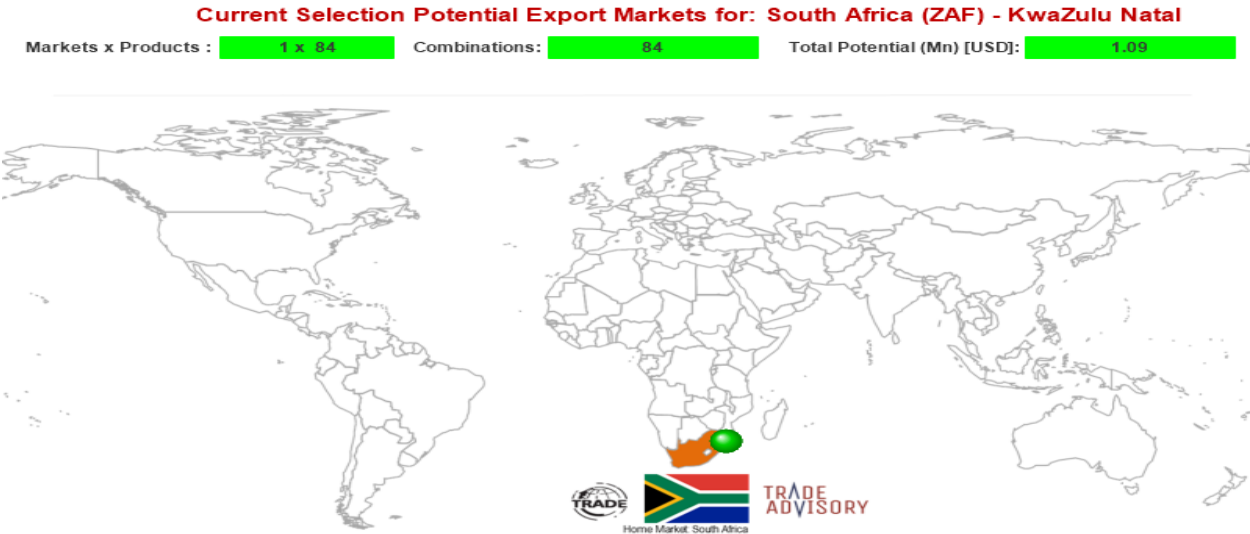 Current Selection Potential Export Markets for: South Africa (ZAF) - KwaZulu Natal
Markets x Products : 1 x 84 Combinations: 84 Total Potential (Mn) [USD]: 1.09
TRADE
TRADE
ADVISORY
Home Market: South Africa